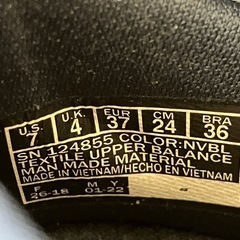 U.S. U.K EUR CM BRA
7 4 37 24 36
SN 124855 COLOR:NVBL
TEXTILE UPPER BALANCE
MAN MADE MATERIAL
MADE IN VIETNAM/HECHO EN VIETNAM
F M Y
26-18 01-22